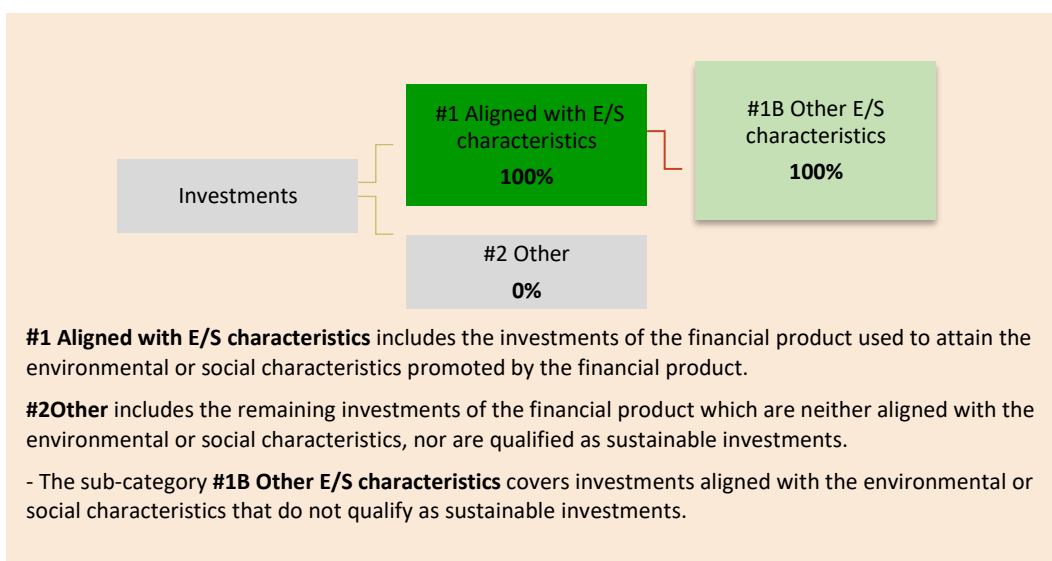 #1 Aligned with E/S
characteristics
100%
#1B Other E/S
characteristics
100%
Investments
#2 Other
0%
#1 Aligned with E/S characteristics includes the investments of the financial product used to attain the
environmental or social characteristics promoted by the financial product.
#2Other includes the remaining investments of the financial product which are neither aligned with the
environmental or social characteristics, nor are qualified as sustainable investments.
- The sub-category #1B Other E/S characteristics covers investments aligned with the environmental or
social characteristics that do not qualify as sustainable investments.